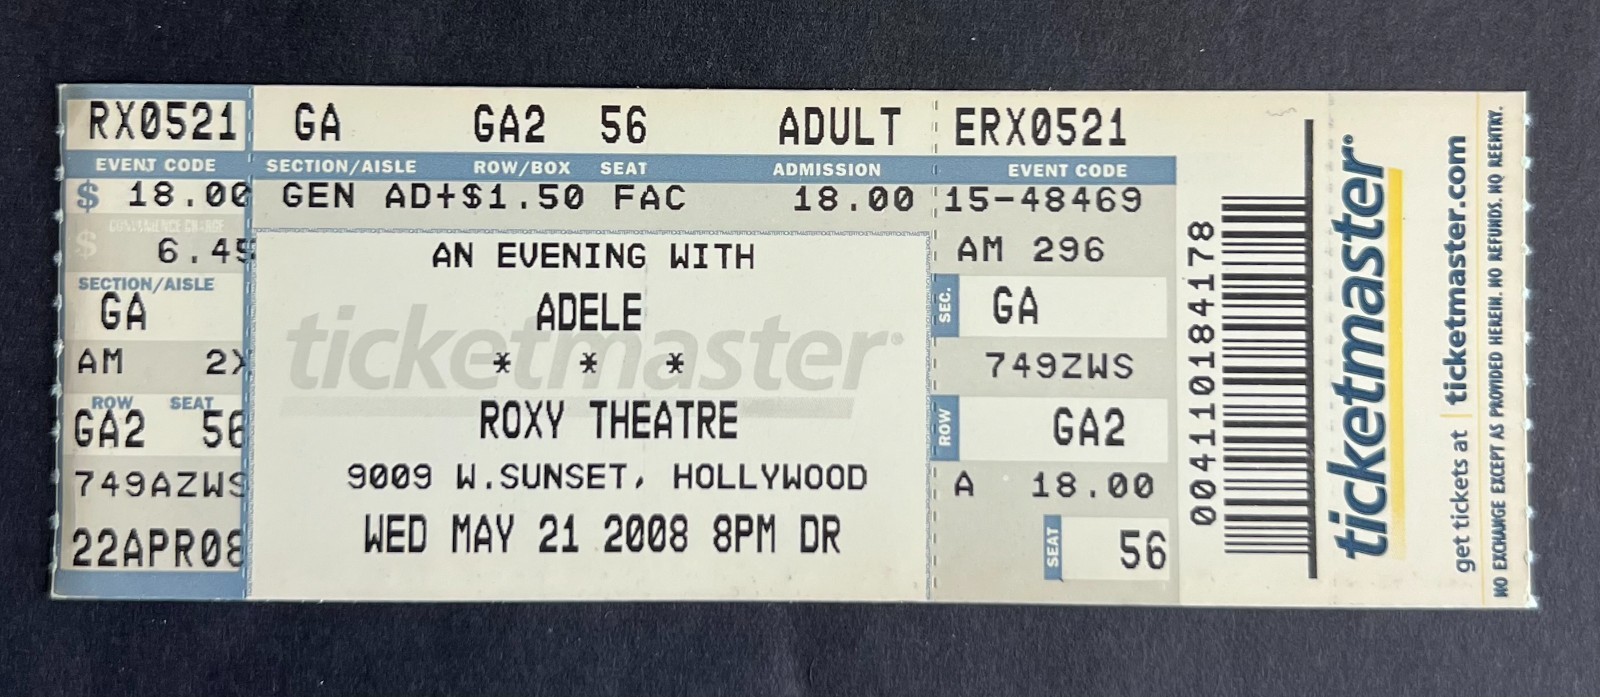 RX0521
EVENT CODE
$ 18.00
CONVENIENCE CHARGE
$ 6.45
SECTION/AISLE
GA
AM 2X
ROW SEAT
GA2 56
749AZWS
22APR08
GA GA2 56 ADULT
SECTION/AISLE ROW/BOX SEAT ADMISSION
GEN AD+$1.50 FAC 18.00
AN EVENING WITH
ADELE
ticketmaster®
* * *
ROXY THEATRE
9009 W.SUNSET, HOLLYWOOD
WED MAY 21 2008 8PM DR
ERX0521
EVENT CODE
15-48469
AM 296
SEC. GA
749ZWS
ROW GA2
A 18.00
SEAT 56
004110184178
ticketmaster®
get tickets at | ticketmaster.com
NO EXCHANGE EXCEPT AS PROVIDED HEREIN. NO REFUNDS. NO REENTRY.